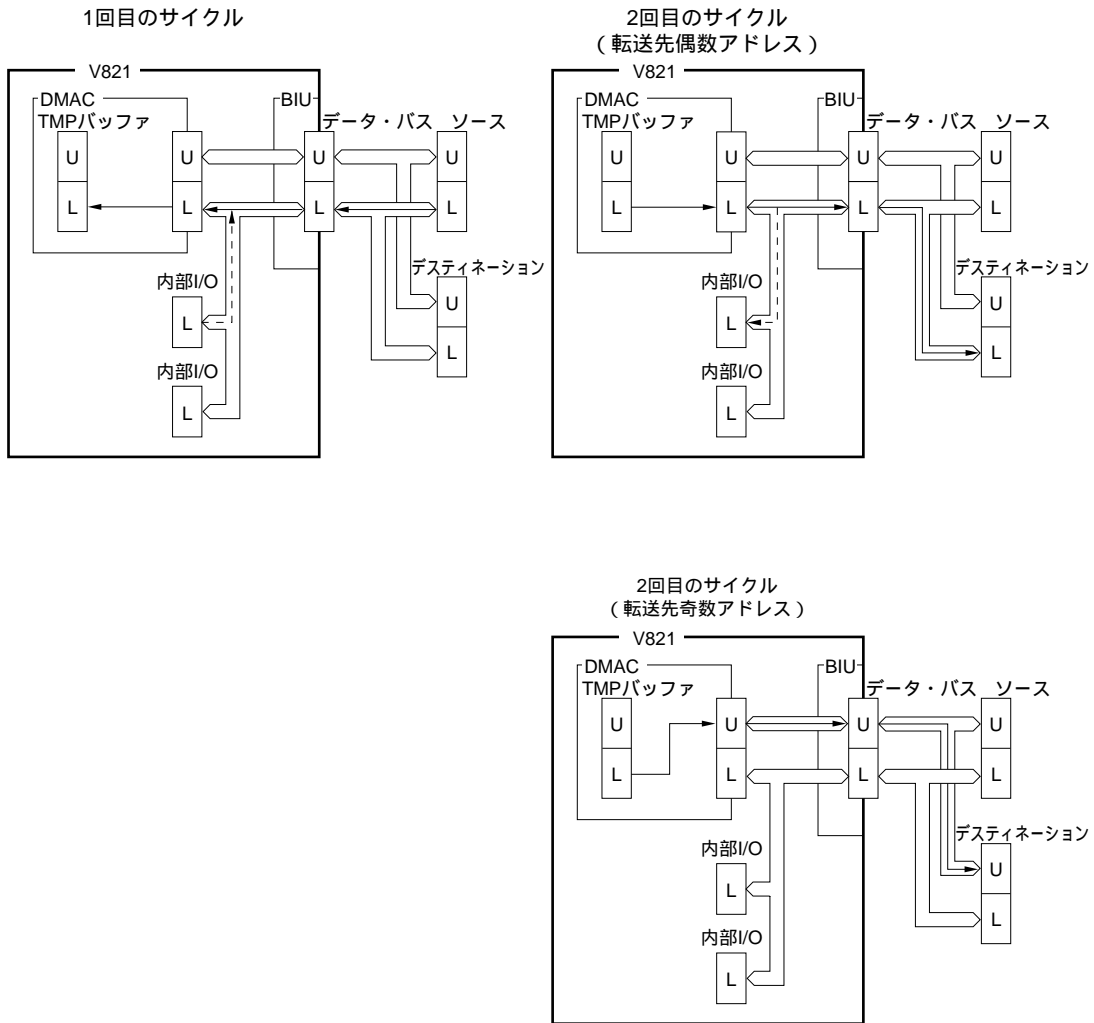 1回目のサイクル
V821
DMAC
BIU
TMPバッファ
データ・バス ソース
U
U
U
U
L
L
L
L
デスティネーション
内部I/O
U
L
L
内部I/O
L
2回目のサイクル
（転送先偶数アドレス）
V821
DMAC
BIU
TMPバッファ
データ・バス ソース
U
U
U
U
L
L
L
L
デスティネーション
内部I/O
U
L
L
内部I/O
L
2回目のサイクル
（転送先奇数アドレス）
V821
DMAC
BIU
TMPバッファ
データ・バス ソース
U
U
U
U
L
L
L
L
デスティネーション
内部I/O
U
L
L
内部I/O
L